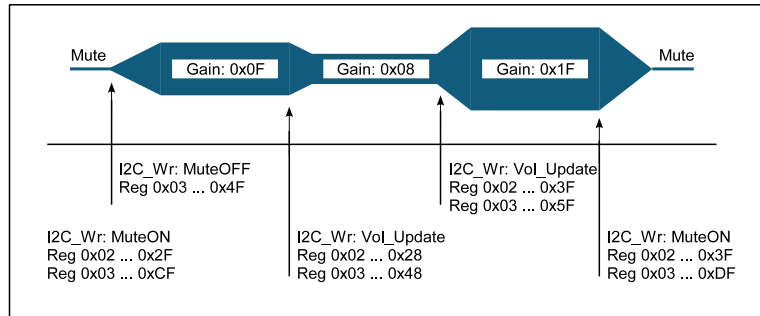 Mute
Gain: 0x0F
Gain: 0x08
Gain: 0x1F
Mute
I2C_Wr: MuteOFF
Reg 0x03 ... 0x4F
I2C_Wr: Vol_Update
Reg 0x02 ... 0x3F
Reg 0x03 ... 0x5F
I2C_Wr: MuteON
Reg 0x02 ... 0x2F
Reg 0x03 ... 0xCF
I2C_Wr: Vol_Update
Reg 0x02 ... 0x28
Reg 0x03 ... 0x48
I2C_Wr: MuteON
Reg 0x02 ... 0x3F
Reg 0x03 ... 0xDF